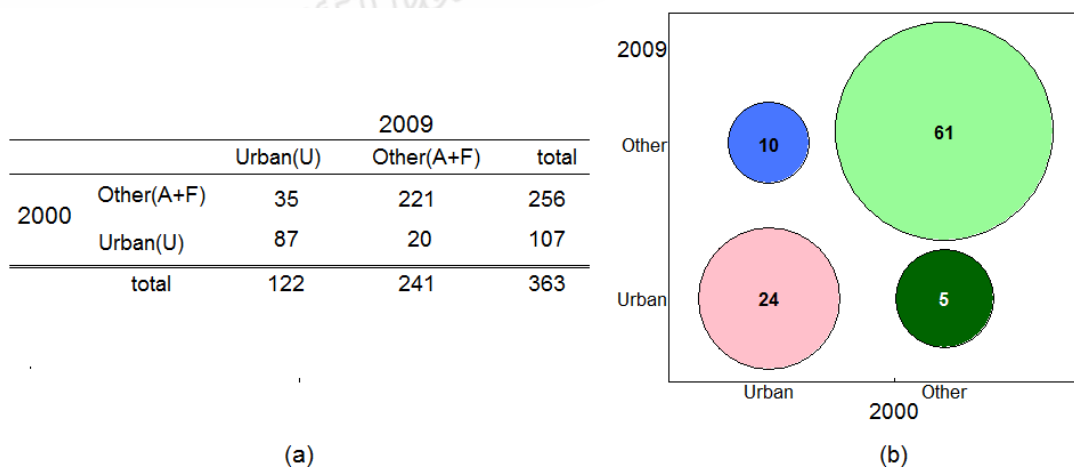 2009
Urban(U) Other(A+F) total
2000 Other(A+F) 35 221 256
Urban(U) 87 20 107
total 122 241 363
(a)
2009
Other 10 61
Urban 24 5
Urban Other
2000
(b)